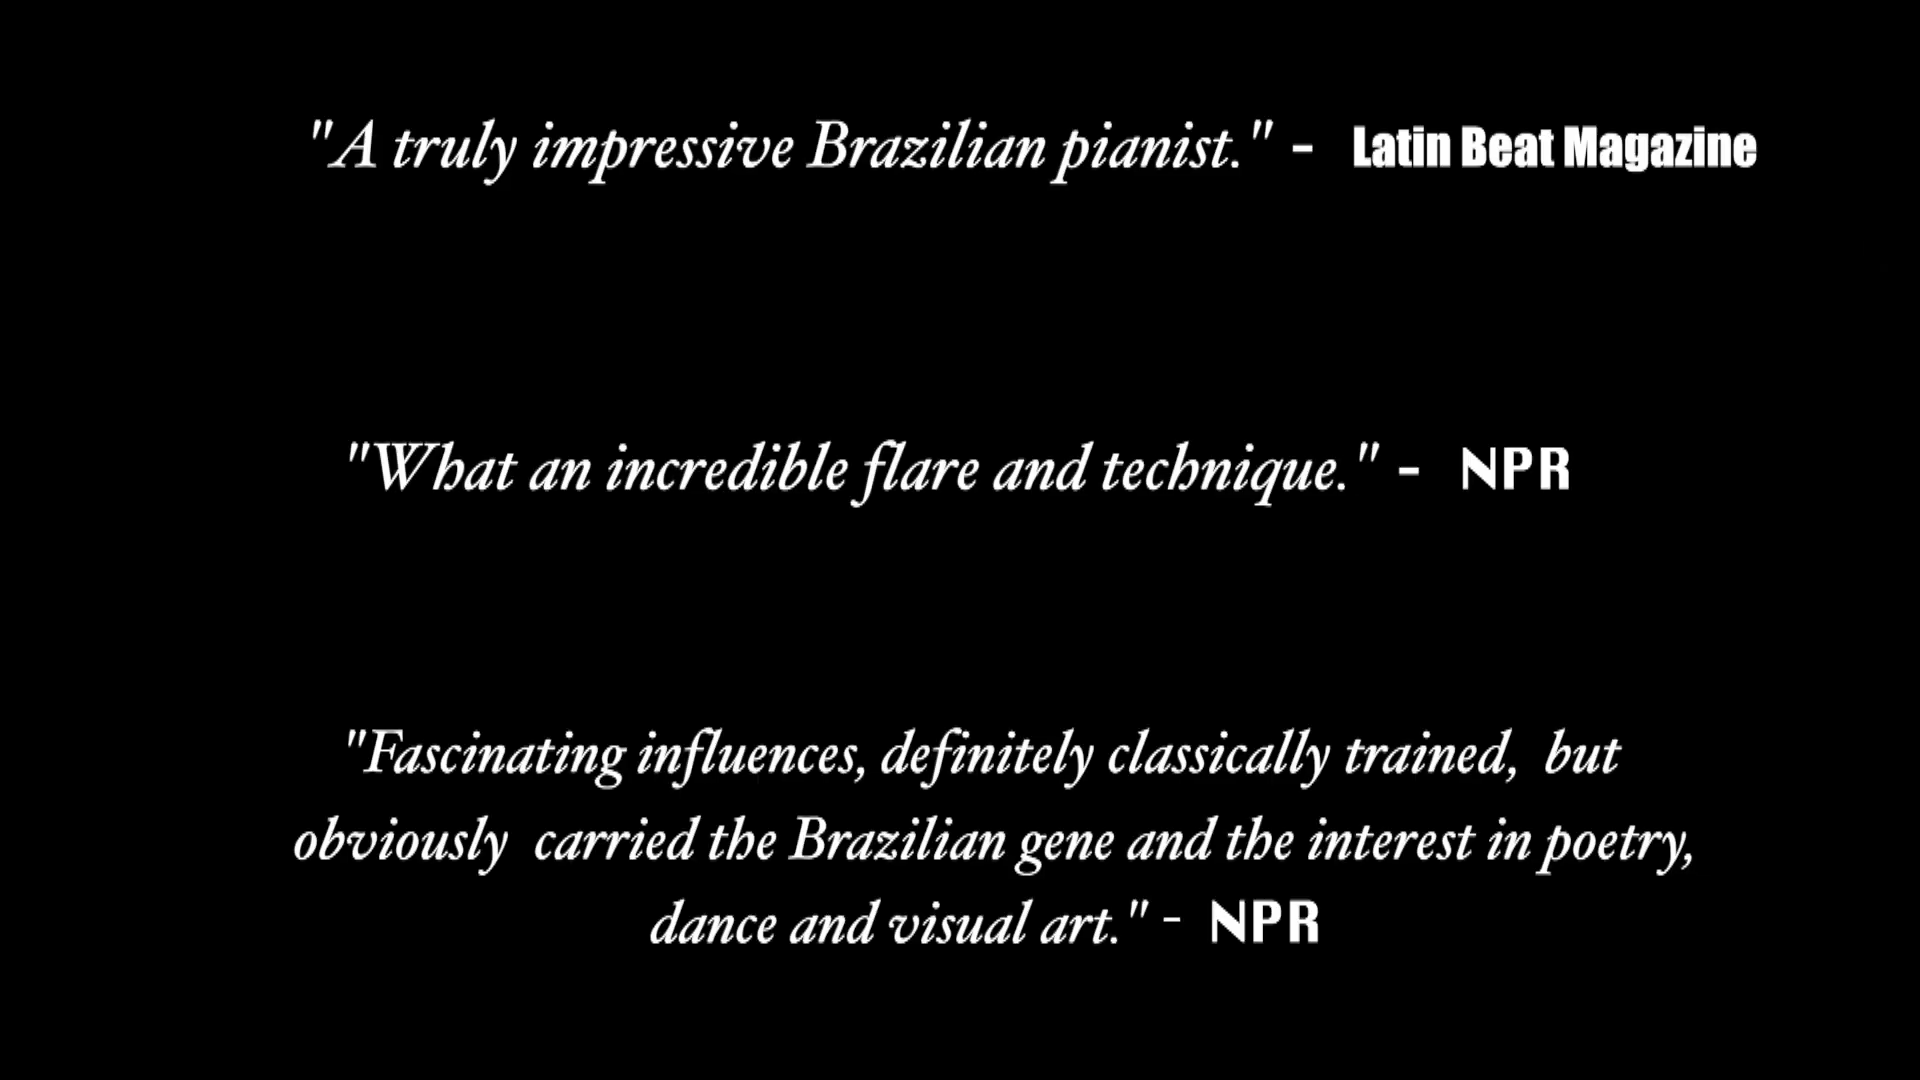 "A truly impressive Brazilian pianist." - Latin Beat Magazine
"What an incredible flare and technique." - NPR
"Fascinating influences, definitely classically trained, but
obviously carried the Brazilian gene and the interest in poetry,
dance and visual art." - NPR